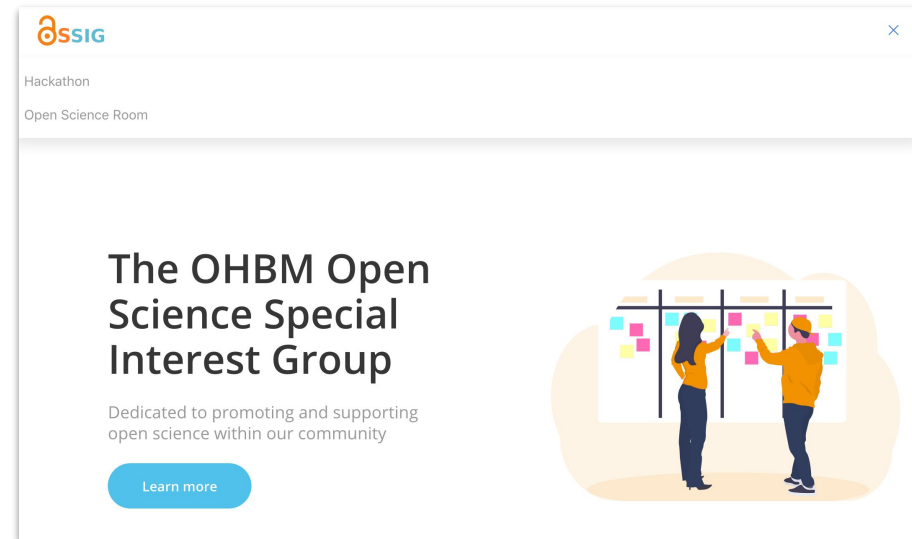 OSSIG
Hackathon
Open Science Room
The OHBM Open
Science Special
Interest Group
Dedicated to promoting and supporting
open science within our community
Learn more